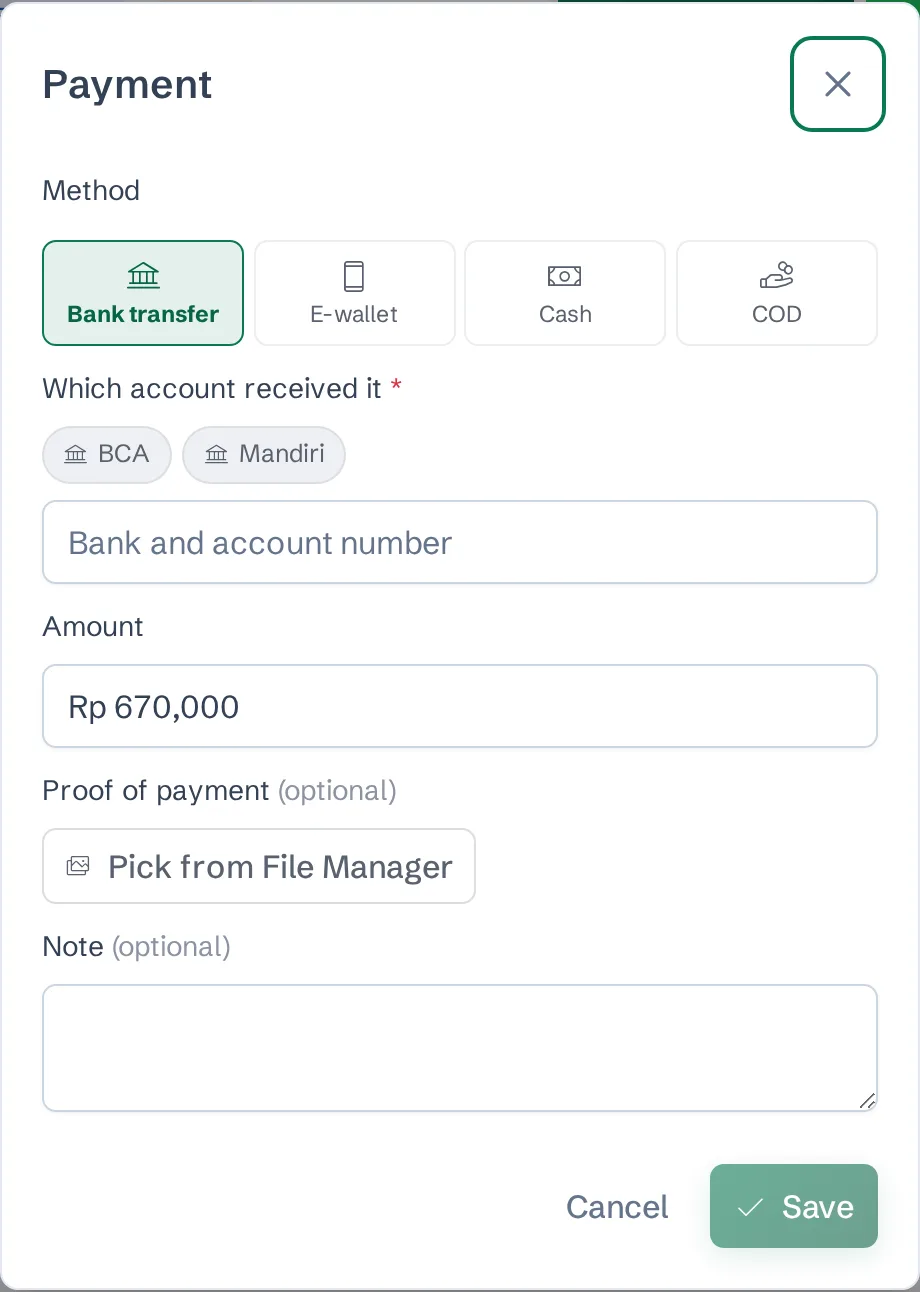 Payment
Method
Bank transfer
E-wallet
Cash
COD
Which account received it *
BCA
Mandiri
Bank and account number
Amount
Rp 670,000
Proof of payment (optional)
Pick from File Manager
Note (optional)
Cancel
Save